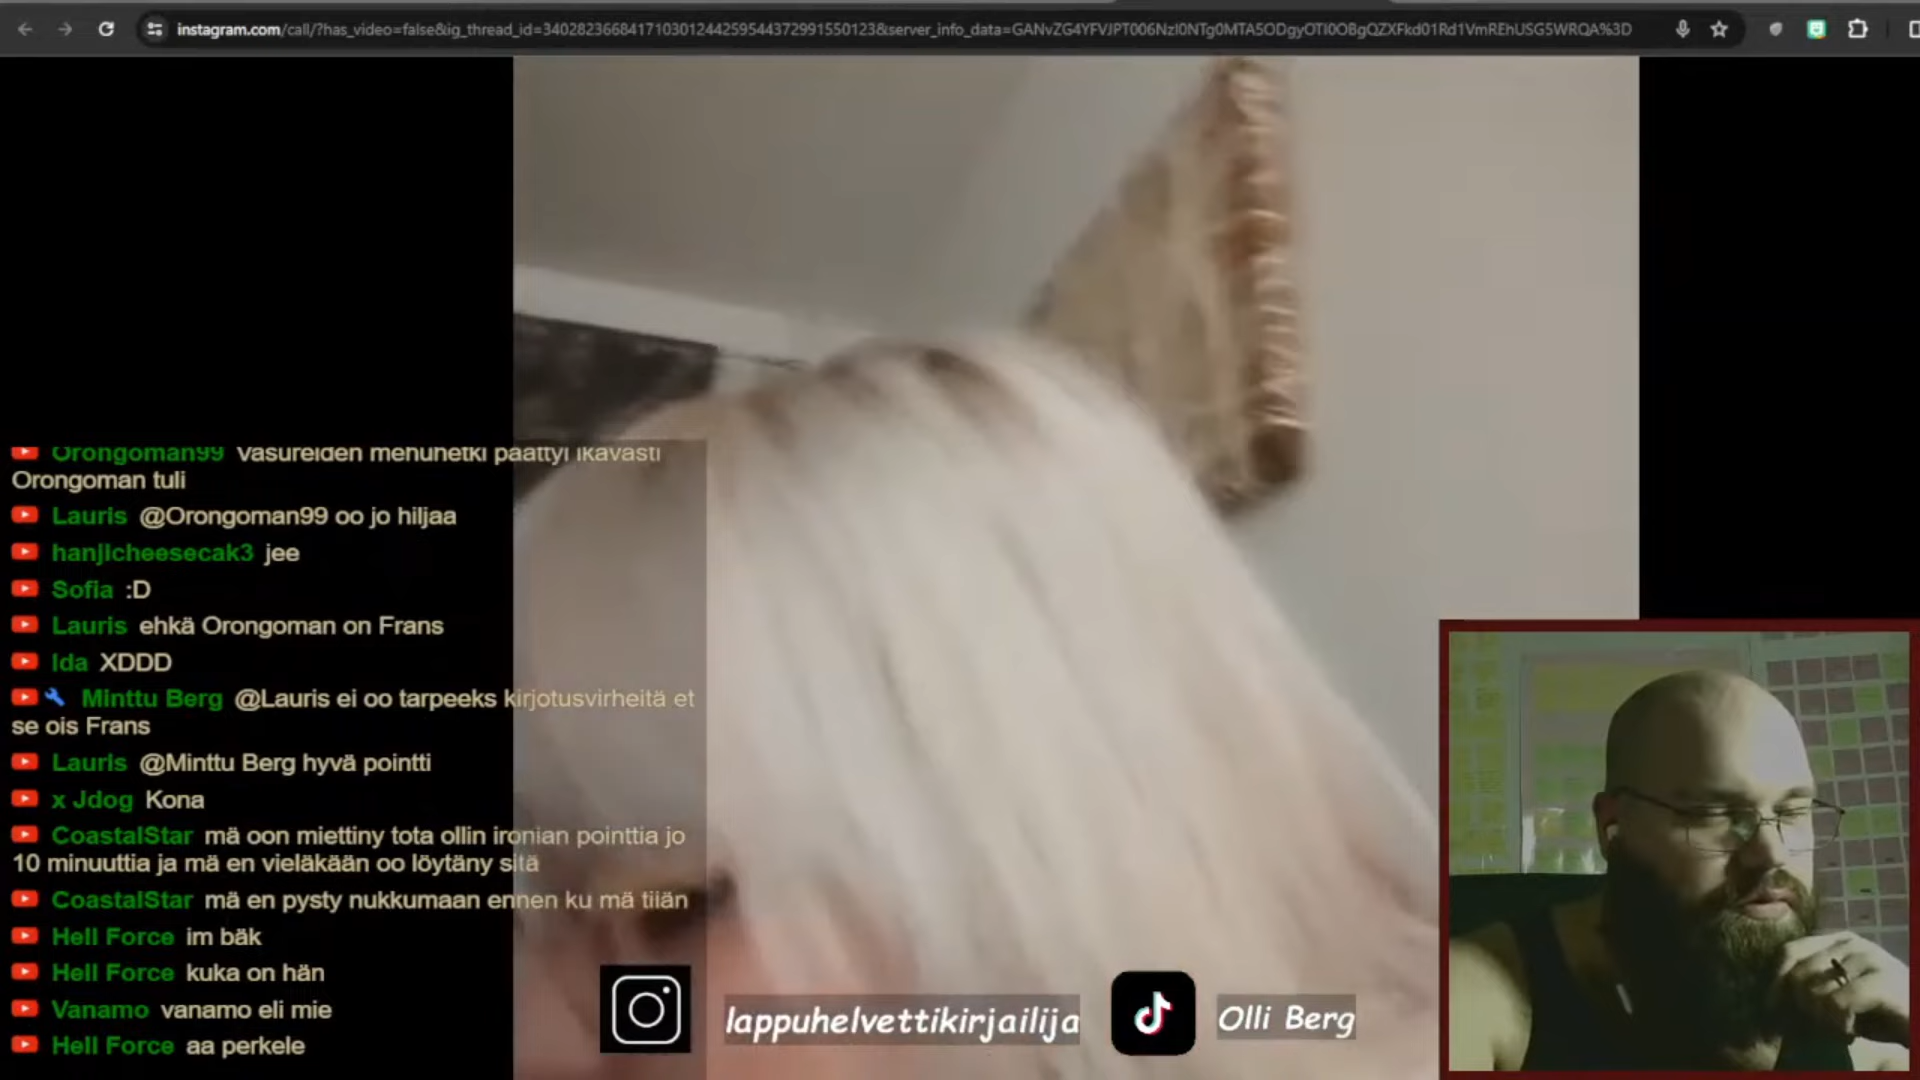 instagram.com/call/?has_video=false&ig_thread_id=340282366841710301244259544372991550123&server_info_data=GANvZG4YFVJPT006NzI0NTg0MTA5ODgyOTI0OBgQZXFkd01Rd1VmREhUSG5WRQA%3D
Orongoman99 Vasureiden menuhetki päättyi ikävästi
Orongoman tuli
Lauris @Orongoman99 oo jo hiljaa
hanjicheesecak3 jee
Sofia :D
Lauris ehkä Orongoman on Frans
Ida XDDD
Minttu Berg @Lauris ei oo tarpeeks kirjotusvirheitä et
se ois Frans
Lauris @Minttu Berg hyvä pointti
x Jdog Kona
CoastalStar mä oon miettiny tota ollin ironian pointtia jo
10 minuuttia ja mä en vieläkään oo löytäny sitä
CoastalStar mä en pysty nukkumaan ennen ku mä tiiän
Hell Force im bäk
Hell Force kuka on hän
Vanamo vanamo eli mie
Hell Force aa perkele
lappuhelvettikirjailija
Olli Berg